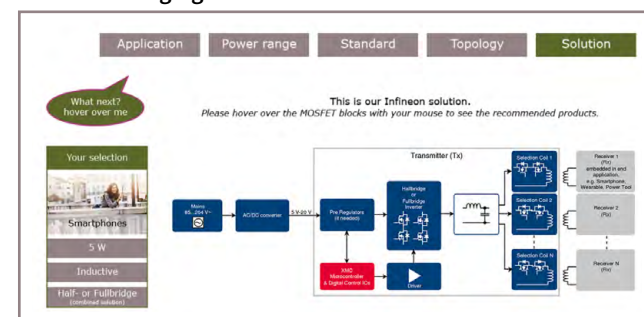 Application
Power range
Standard
Topology
Solution
What next?
hover over me
This is our Infineon solution.
Please hover over the MOSFET blocks with your mouse to see the recommended products.
Your selection
Smartphones
5 W
Inductive
Half- or Fullbridge
(combined solution)
Mains
85...264 V~
AC/DC converter
5 V-20 V
Transmitter (Tx)
Pre Regulators
(if needed)
Halfbridge
or
Fullbridge
Inverter
XMC
Microcontroller
& Digital Control ICs
Driver
Selection Coil 1
Selection Coil 2
Selection Coil N
Receiver 1
(Rx)
embedded in end
application,
e.g. Smartphone,
Wearable, Power Tool
Receiver 2
(Rx)
Receiver N
(Rx)